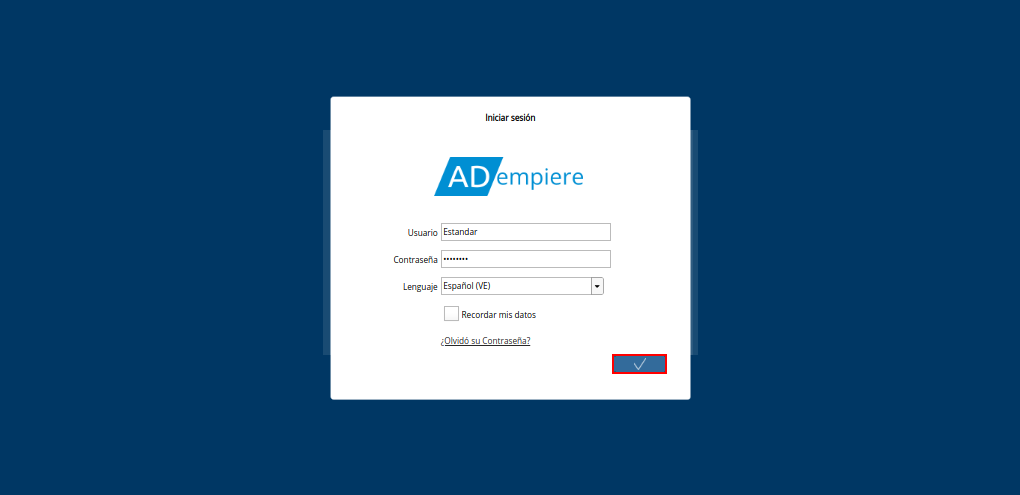 Iniciar sesión
ADempiere
Usuario Estandar
Contraseña ••••••••
Lenguaje Español (VE)
Recordar mis datos
¿Olvidó su Contraseña?